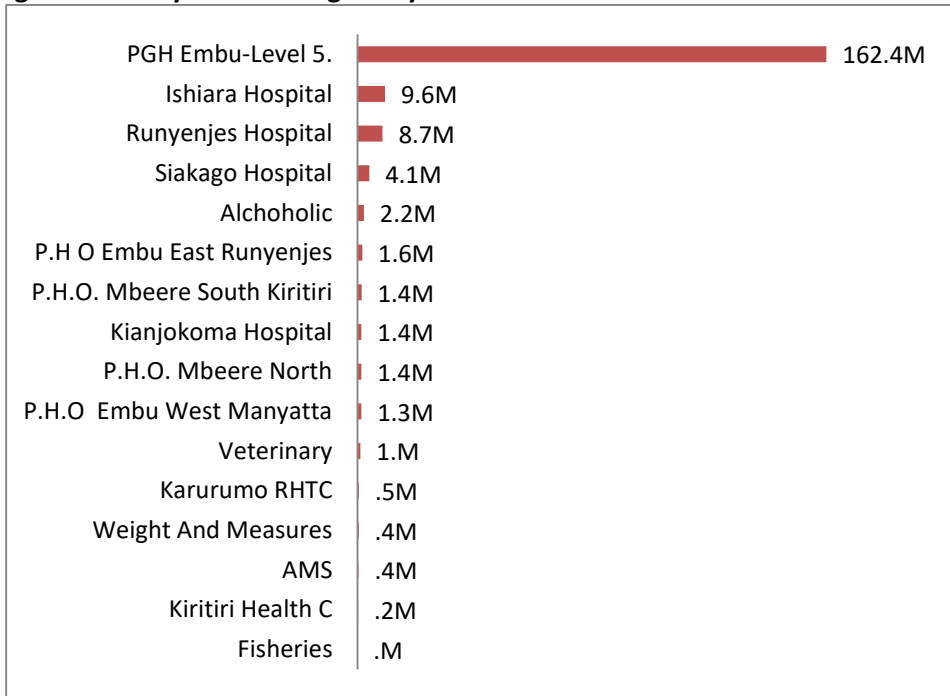 PGH Embu-Level 5. 162.4M
Ishiara Hospital 9.6M
Runyenjes Hospital 8.7M
Siakago Hospital 4.1M
Alchoholic 2.2M
P.H O Embu East Runyenjes 1.6M
P.H.O. Mbeere South Kiritiri 1.4M
Kianjokoma Hospital 1.4M
P.H.O. Mbeere North 1.4M
P.H.O Embu West Manyatta 1.3M
Veterinary 1.M
Karurumo RHTC .5M
Weight And Measures .4M
AMS .4M
Kiritiri Health C .2M
Fisheries .M